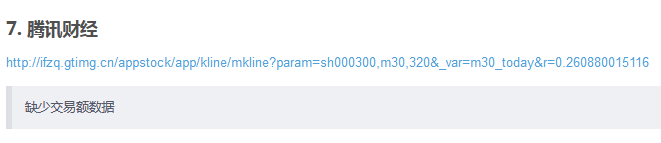 7. 腾讯财经
http://ifzq.gtimg.cn/appstock/app/kline/mkline?param=sh000300,m30,320&_var=m30_today&r=0.260880015116
缺少交易额数据